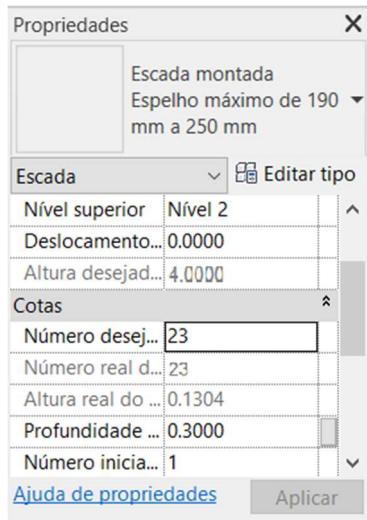 Propriedades
Escada montada
Espelho máximo de 190
mm a 250 mm
Escada Editar tipo
Nível superior Nível 2
Deslocamento... 0.0000
Altura desejad... 4.0000
Cotas
Número desej... 23
Número real d... 23
Altura real do ... 0.1304
Profundidade ... 0.3000
Número inicia... 1
Ajuda de propriedades Aplicar